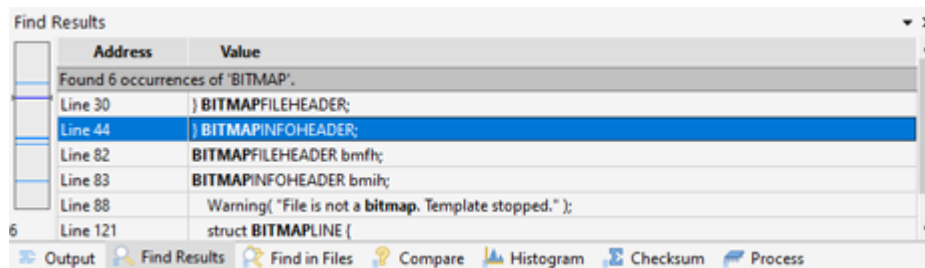 Find Results
Address Value
Found 6 occurrences of 'BITMAP'.
Line 30 } BITMAPFILEHEADER;
Line 44 } BITMAPINFOHEADER;
Line 82 BITMAPFILEHEADER bmfh;
Line 83 BITMAPINFOHEADER bmih;
Line 88 Warning( "File is not a bitmap. Template stopped." );
6 Line 121 struct BITMAPLINE {
Output Find Results Find in Files Compare Histogram Checksum Process